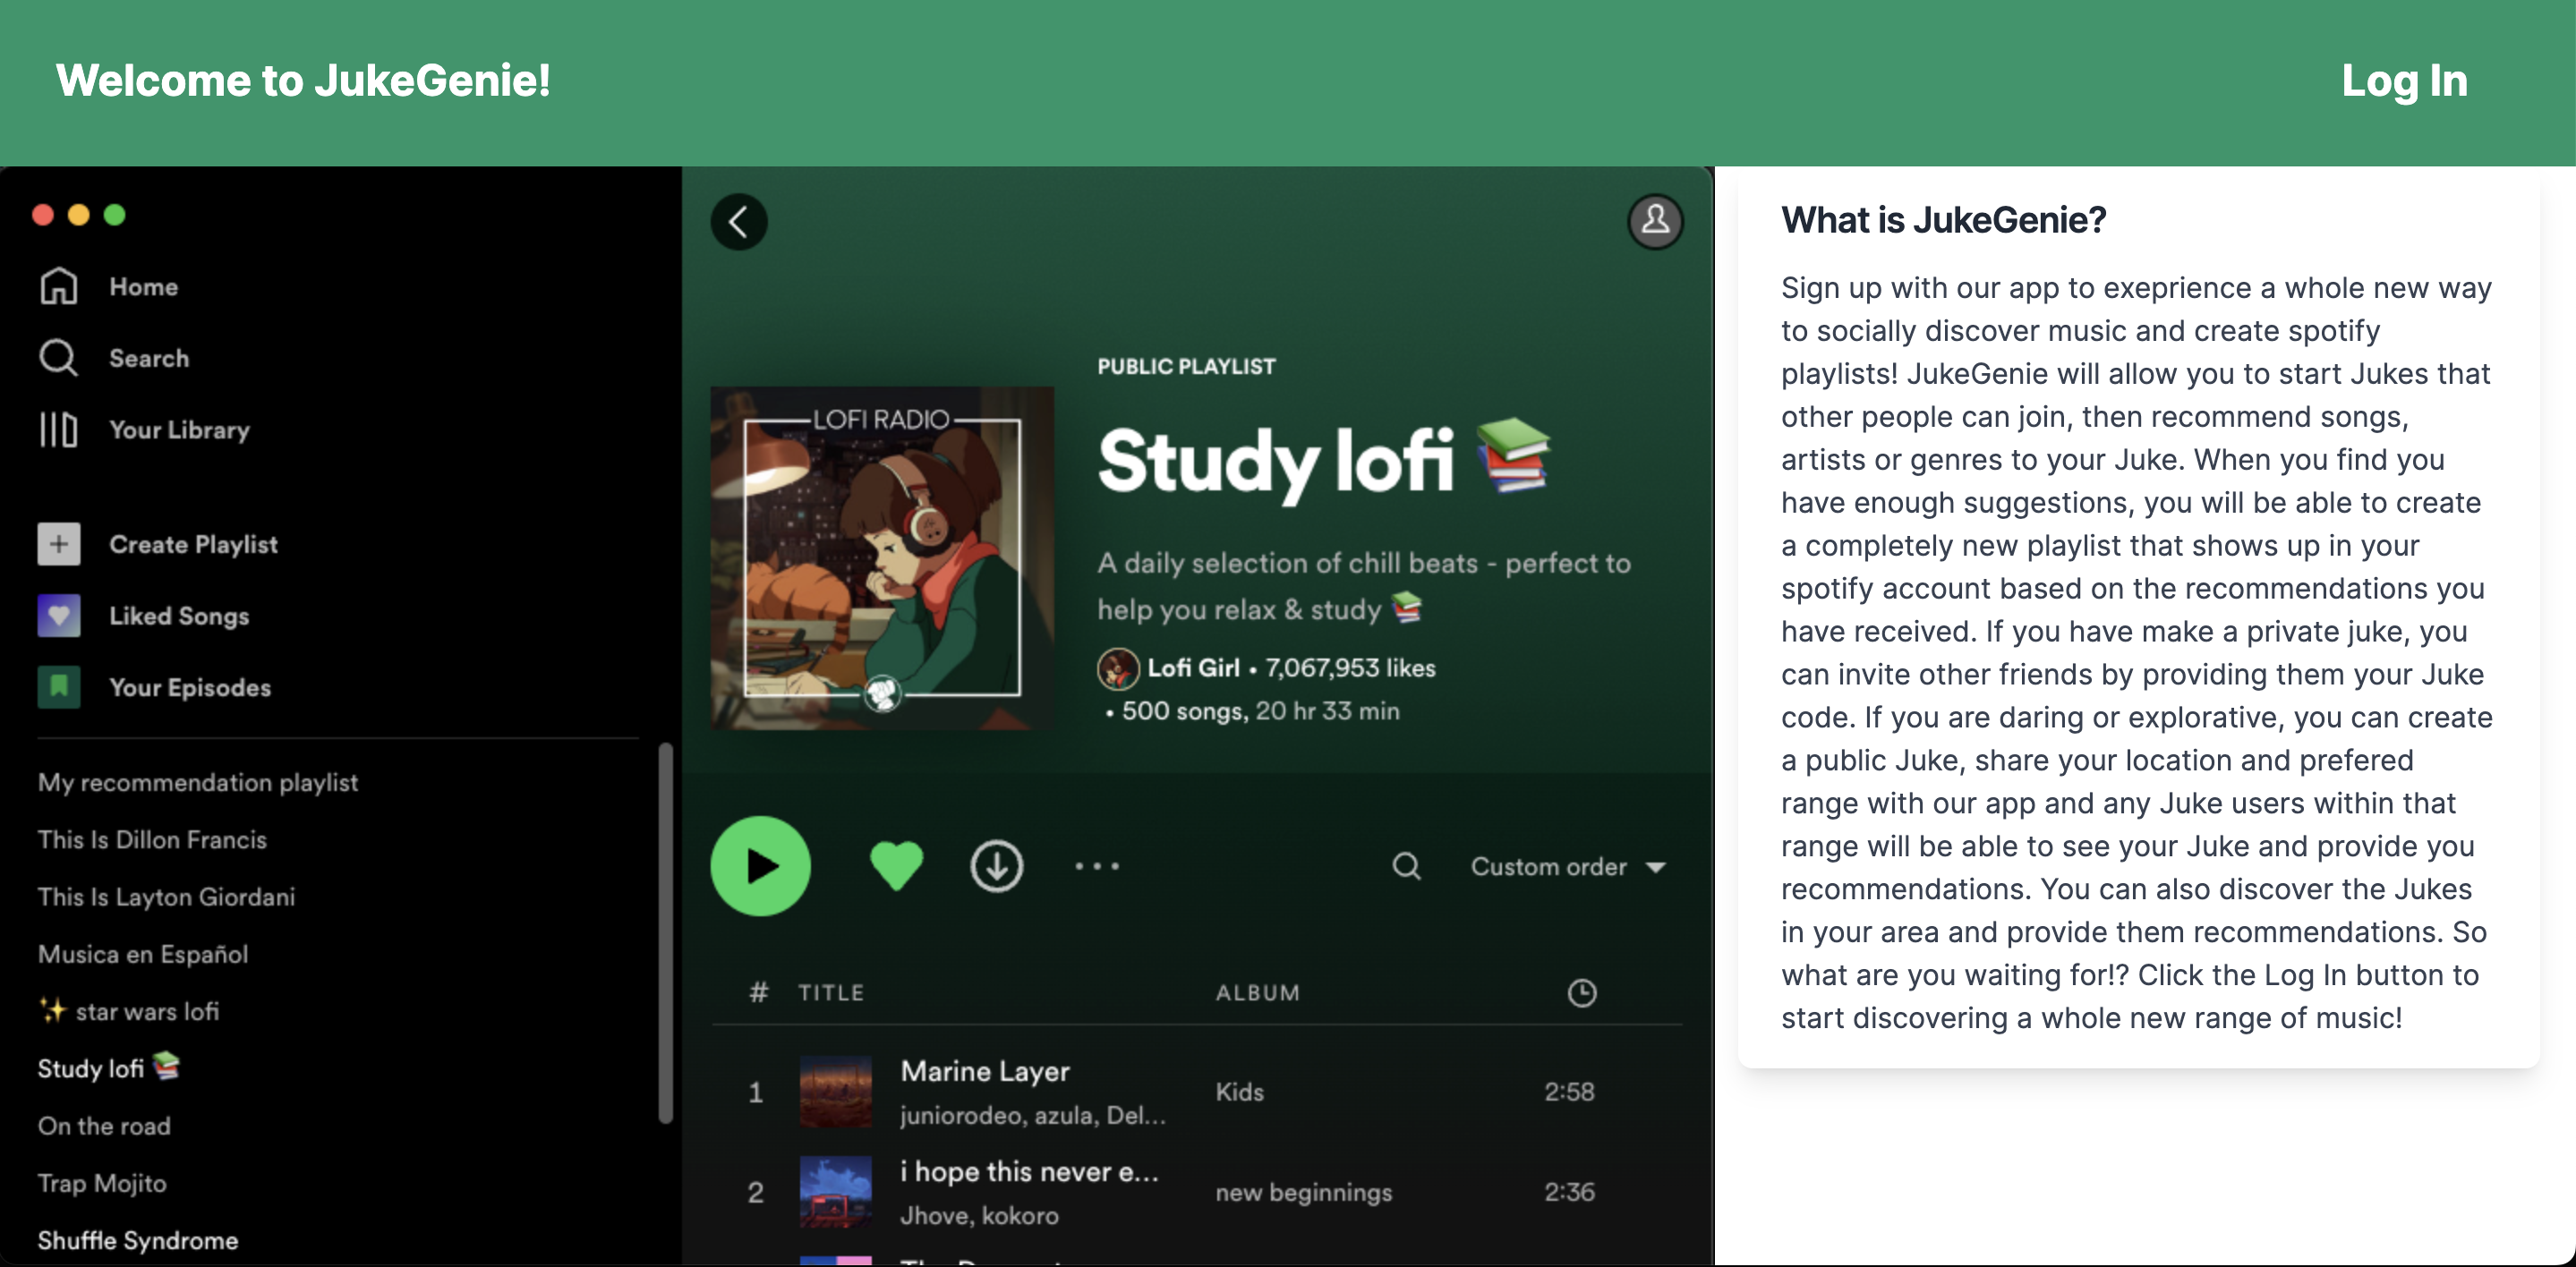 Welcome to JukeGenie!
Log In
Home
Search
Your Library
Create Playlist
Liked Songs
Your Episodes
My recommendation playlist
This Is Dillon Francis
This Is Layton Giordani
Musica en Español
✨ star wars lofi
Study lofi 📚
On the road
Trap Mojito
Shuffle Syndrome
LOFI RADIO
PUBLIC PLAYLIST
Study lofi 📚
A daily selection of chill beats - perfect to
help you relax & study 📚
Lofi Girl • 7,067,953 likes
• 500 songs, 20 hr 33 min
Custom order
# TITLE ALBUM
1 Marine Layer Kids 2:58
juniorodeo, azula, Del...
2 i hope this never e... new beginnings 2:36
Jhove, kokoro
What is JukeGenie?
Sign up with our app to exeprience a whole new way
to socially discover music and create spotify
playlists! JukeGenie will allow you to start Jukes that
other people can join, then recommend songs,
artists or genres to your Juke. When you find you
have enough suggestions, you will be able to create
a completely new playlist that shows up in your
spotify account based on the recommendations you
have received. If you have make a private juke, you
can invite other friends by providing them your Juke
code. If you are daring or explorative, you can create
a public Juke, share your location and prefered
range with our app and any Juke users within that
range will be able to see your Juke and provide you
recommendations. You can also discover the Jukes
in your area and provide them recommendations. So
what are you waiting for!? Click the Log In button to
start discovering a whole new range of music!